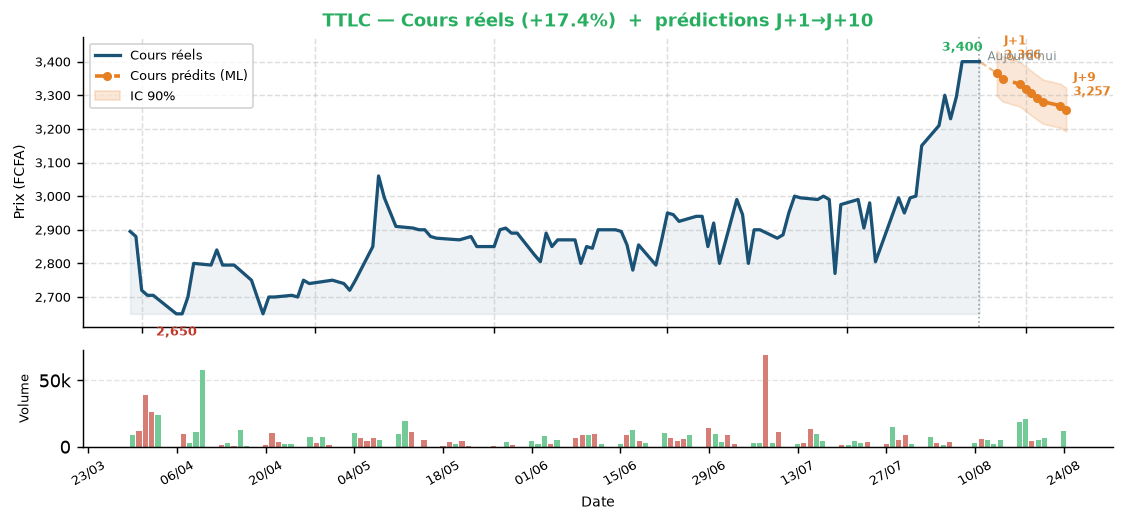 TTLC — Cours réels (+17.4%)  +  prédictions J+1→J+10
Cours réels
Cours prédits (ML)
IC 90%
3,400
J+1
3,366
Aujourd'hui
J+9
3,257
2,650
Prix (FCFA)
3,400
3,300
3,200
3,100
3,000
2,900
2,800
2,700
Volume
50k
0
23/03
06/04
20/04
04/05
18/05
01/06
15/06
29/06
13/07
27/07
10/08
24/08
Date